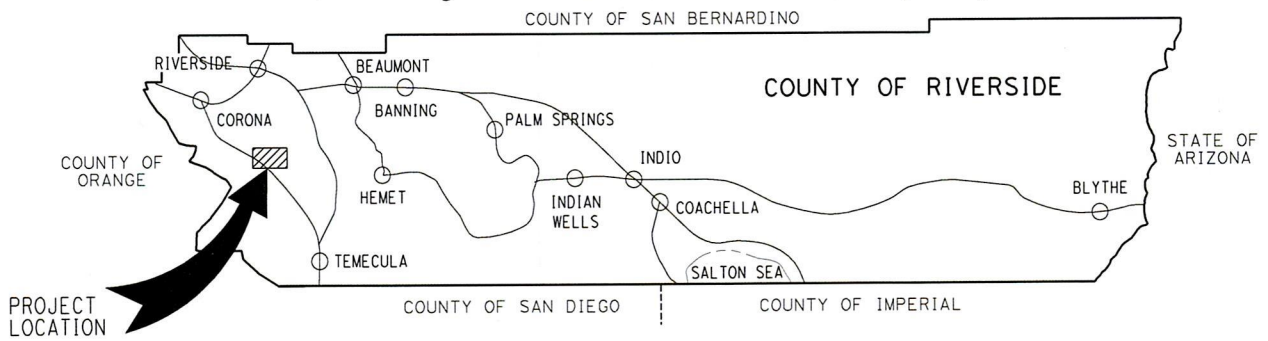 COUNTY OF SAN BERNARDINO
RIVERSIDE
BEAUMONT
BANNING
COUNTY OF RIVERSIDE
CORONA
PALM SPRINGS
STATE OF
ARIZONA
COUNTY OF
ORANGE
INDIO
HEMET
INDIAN
WELLS
COACHELLA
BLYTHE
TEMECULA
SALTON SEA
PROJECT
LOCATION
COUNTY OF SAN DIEGO
COUNTY OF IMPERIAL